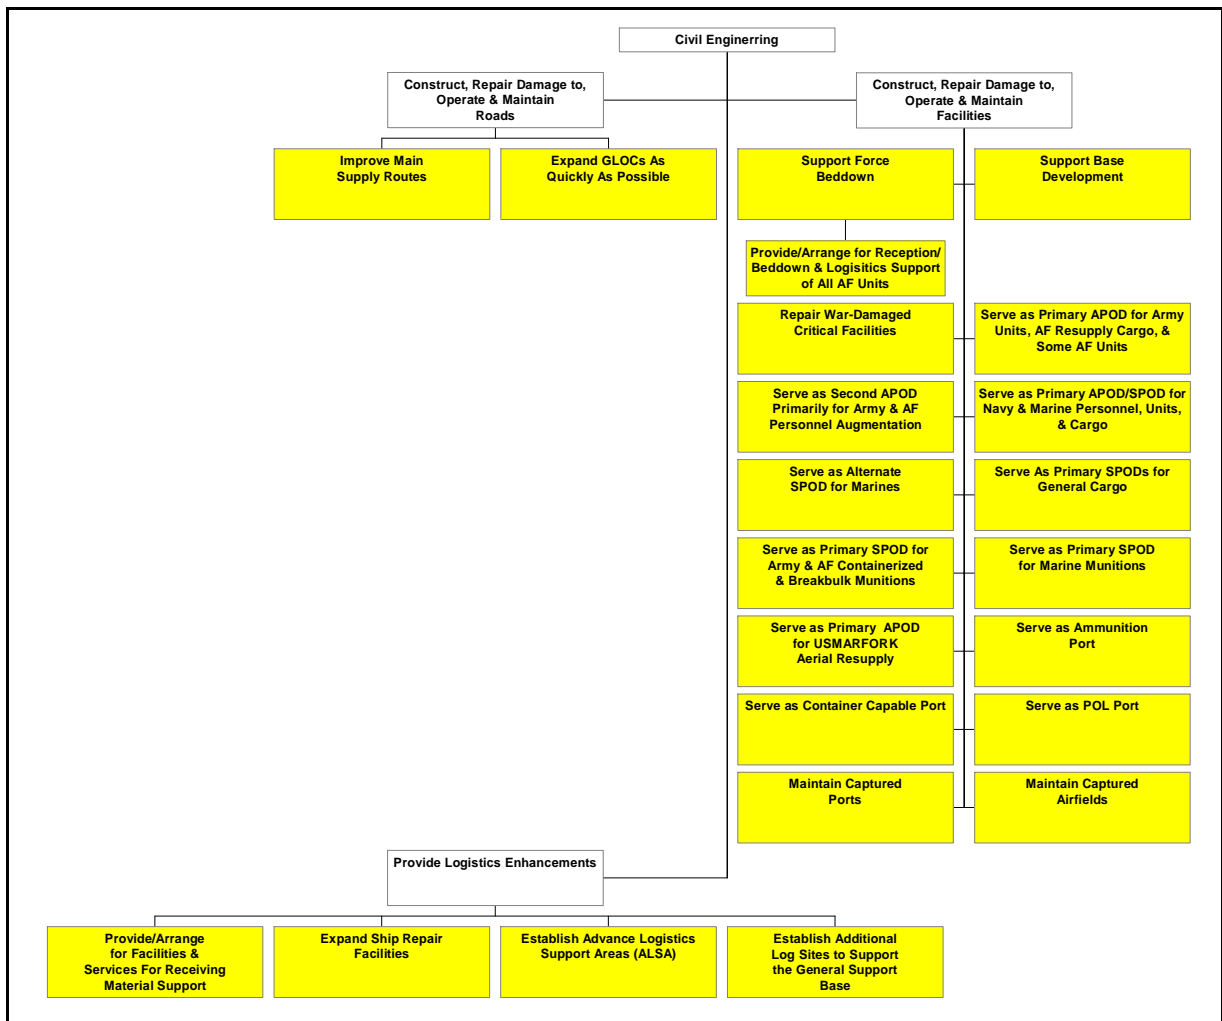 Civil Enginerring
Construct, Repair Damage to,
Operate & Maintain
Roads
Construct, Repair Damage to,
Operate & Maintain
Facilities
Improve Main
Supply Routes
Expand GLOCs As
Quickly As Possible
Support Force
Beddown
Support Base
Development
Provide/Arrange for Reception/
Beddown & Logisitics Support
of All AF Units
Repair War-Damaged
Critical Facilities
Serve as Primary APOD for Army
Units, AF Resupply Cargo, &
Some AF Units
Serve as Second APOD
Primarily for Army & AF
Personnel Augmentation
Serve as Primary APOD/SPOD for
Navy & Marine Personnel, Units,
& Cargo
Serve as Alternate
SPOD for Marines
Serve As Primary SPODs for
General Cargo
Serve as Primary SPOD for
Army & AF Containerized
& Breakbulk Munitions
Serve as Primary SPOD
for Marine Munitions
Serve as Primary APOD
for USMARFORK
Aerial Resupply
Serve as Ammunition
Port
Serve as Container Capable Port
Serve as POL Port
Maintain Captured
Ports
Maintain Captured
Airfields
Provide Logistics Enhancements
Provide/Arrange
for Facilities &
Services For Receiving
Material Support
Expand Ship Repair
Facilities
Establish Advance Logistics
Support Areas (ALSA)
Establish Additional
Log Sites to Support
the General Support
Base